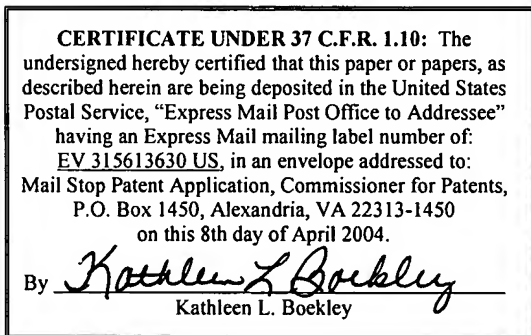 CERTIFICATE UNDER 37 C.F.R. 1.10: The
undersigned hereby certified that this paper or papers, as
described herein are being deposited in the United States
Postal Service, “Express Mail Post Office to Addressee”
having an Express Mail mailing label number of:
EV 315613630 US, in an envelope addressed to:
Mail Stop Patent Application, Commissioner for Patents,
P.O. Box 1450, Alexandria, VA 22313-1450
on this 8th day of April 2004.
By Kathleen L Boekley
Kathleen L. Boekley